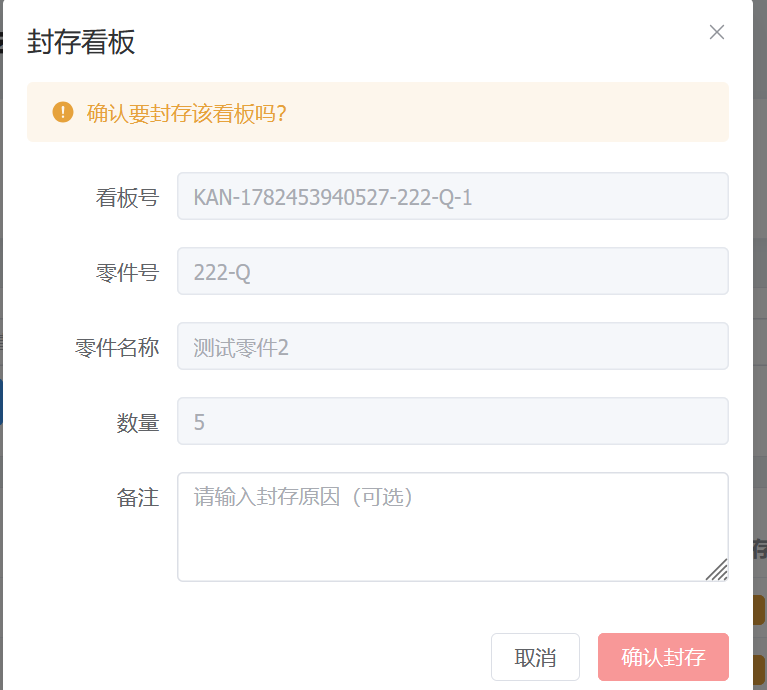 封存看板
确认要封存该看板吗?
看板号 KAN-1782453940527-222-Q-1
零件号 222-Q
零件名称 测试零件2
数量 5
备注 请输入封存原因（可选）
存
取消 确认封存